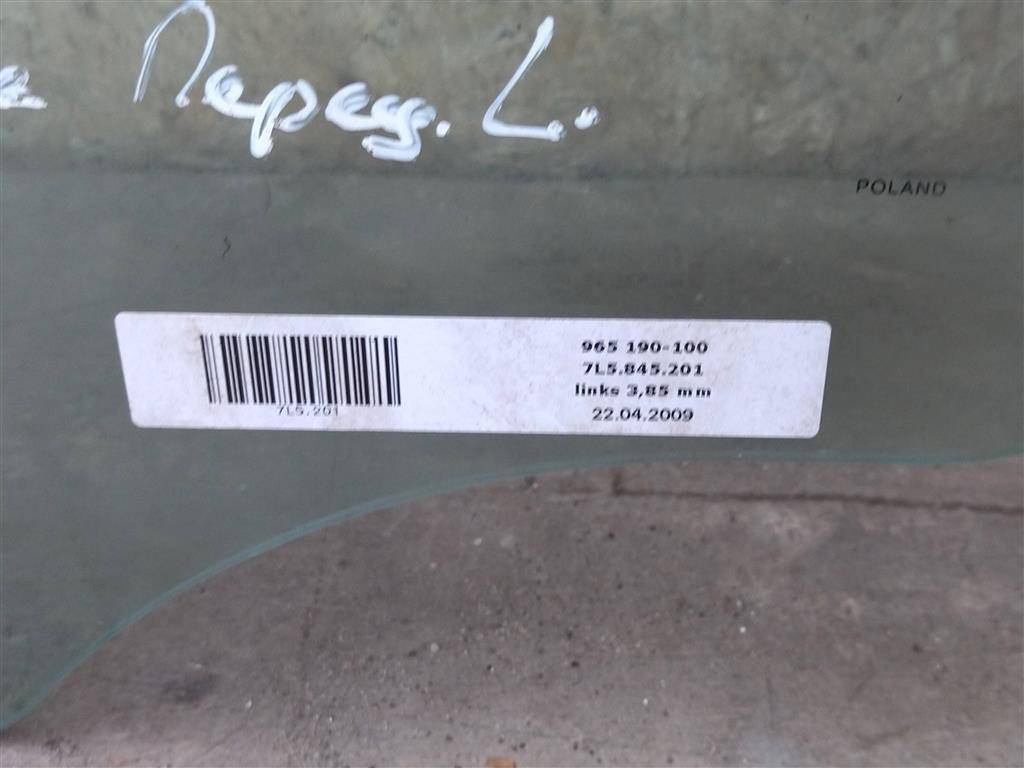 Перед. L.
POLAND
965 190-100
7L5.845.201
links 3,85 mm
22.04.2009
7L5.201